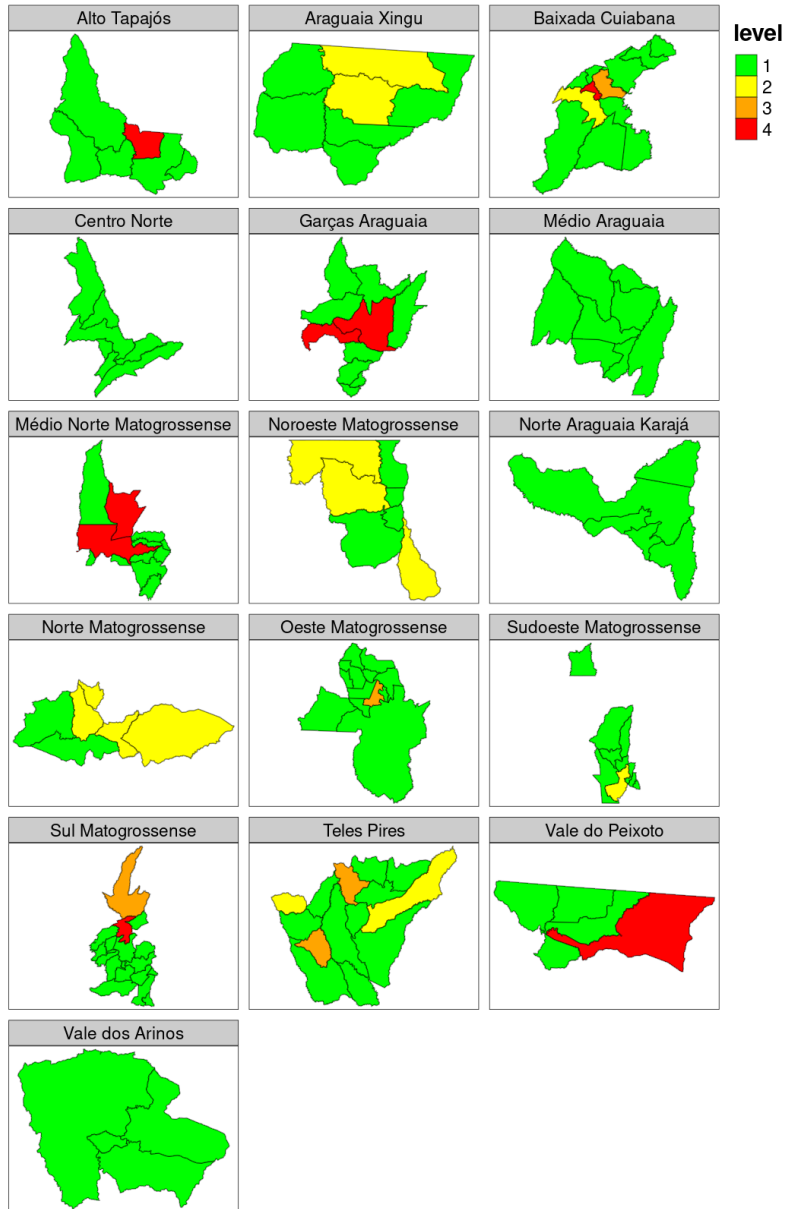 Alto Tapajós
Araguaia Xingu
Baixada Cuiabana
level
1
2
3
4
Centro Norte
Garças Araguaia
Médio Araguaia
Médio Norte Matogrossense
Noroeste Matogrossense
Norte Araguaia Karajá
Norte Matogrossense
Oeste Matogrossense
Sudoeste Matogrossense
Sul Matogrossense
Teles Pires
Vale do Peixoto
Vale dos Arinos